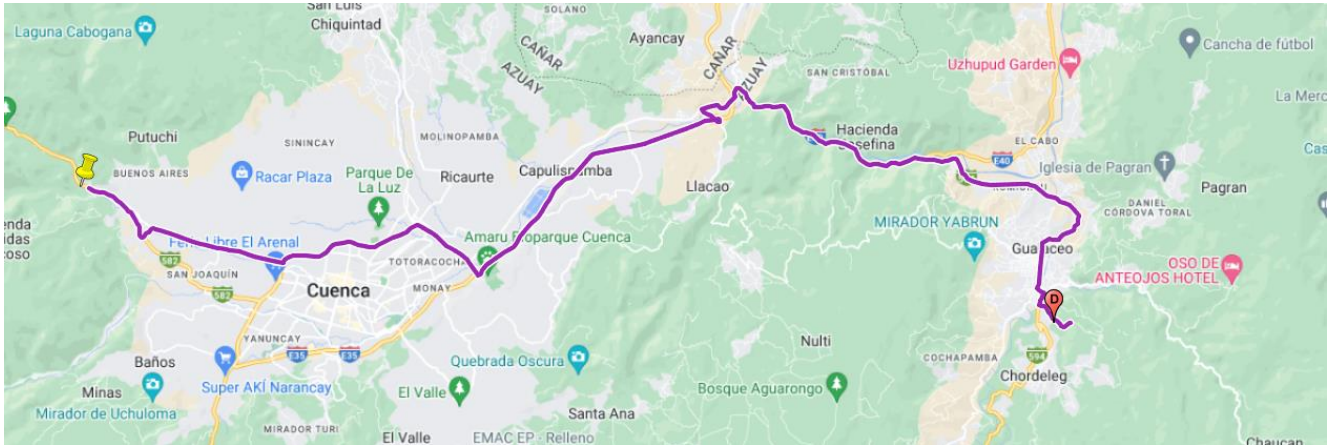 San Luis
Chiquintad
SOLANO
Laguna Cabogana
Ayancay
CAÑAR
AZUAY
CAÑAR
AZUAY
Cancha de fútbol
Uzhupud Garden
SAN CRISTÓBAL
La Merc
Putuchi
SININCAY
MOLINOPAMBA
Hacienda
EL CABO
E40
BUENOS AIRES
Racar Plaza
Parque De
La Luz
Ricaurte
Capulispamba
Llacao
Iglesia de Pagran
Pagran
DANIEL
CÓRDOVA TORAL
MIRADOR YABRUN
Libre El Arenal
Amaru Bioparque Cuenca
582
SAN JOAQUÍN
TOTORACOCHA
OSO DE
ANTEOJOS HOTEL
582
Cuenca
MONAY
D
YANUNCAY
Nulti
Baños
E35
E35
Quebrada Oscura
COCHAPAMBA
594
Super AKÍ Narancay
Chordeleg
Minas
El Valle
Bosque Aguarongo
Mirador de Uchuloma
Santa Ana
MIRADOR TURI
El Valle
EMAC EP - Relleno
Chaucan